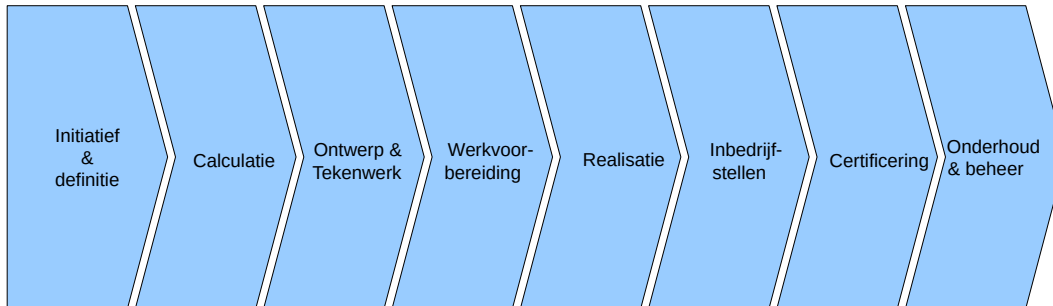 Initiatief
&
definitie
Calculatie
Ontwerp &
Tekenwerk
Werkvoor-
bereiding
Realisatie
Inbedrijf-
stellen
Certificering
Onderhoud
& beheer